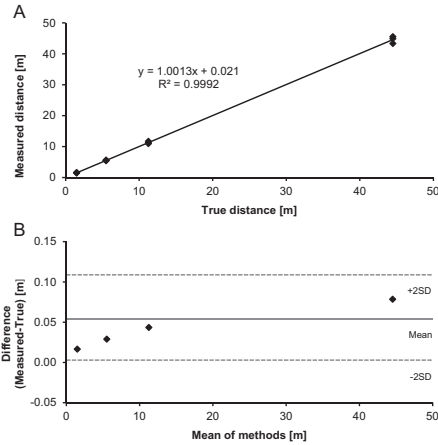 A
50
40
30
20
10
0
Measured distance [m]
y = 1.0013x + 0.021
R² = 0.9992
0 10 20 30 40 50
True distance [m]
B
0.15
0.10
0.05
0.00
-0.05
Difference
(Measured-True) [m]
+2SD
Mean
-2SD
0 10 20 30 40 50
Mean of methods [m]